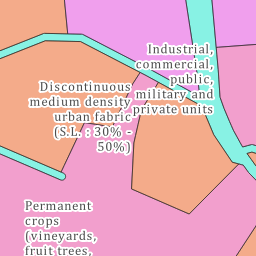 Industrial,
commercial,
public,
military and
private units
Discontinuous
medium density
urban fabric
(S.L. : 30% -
50%)
Permanent
crops
(vineyards,
fruit trees,